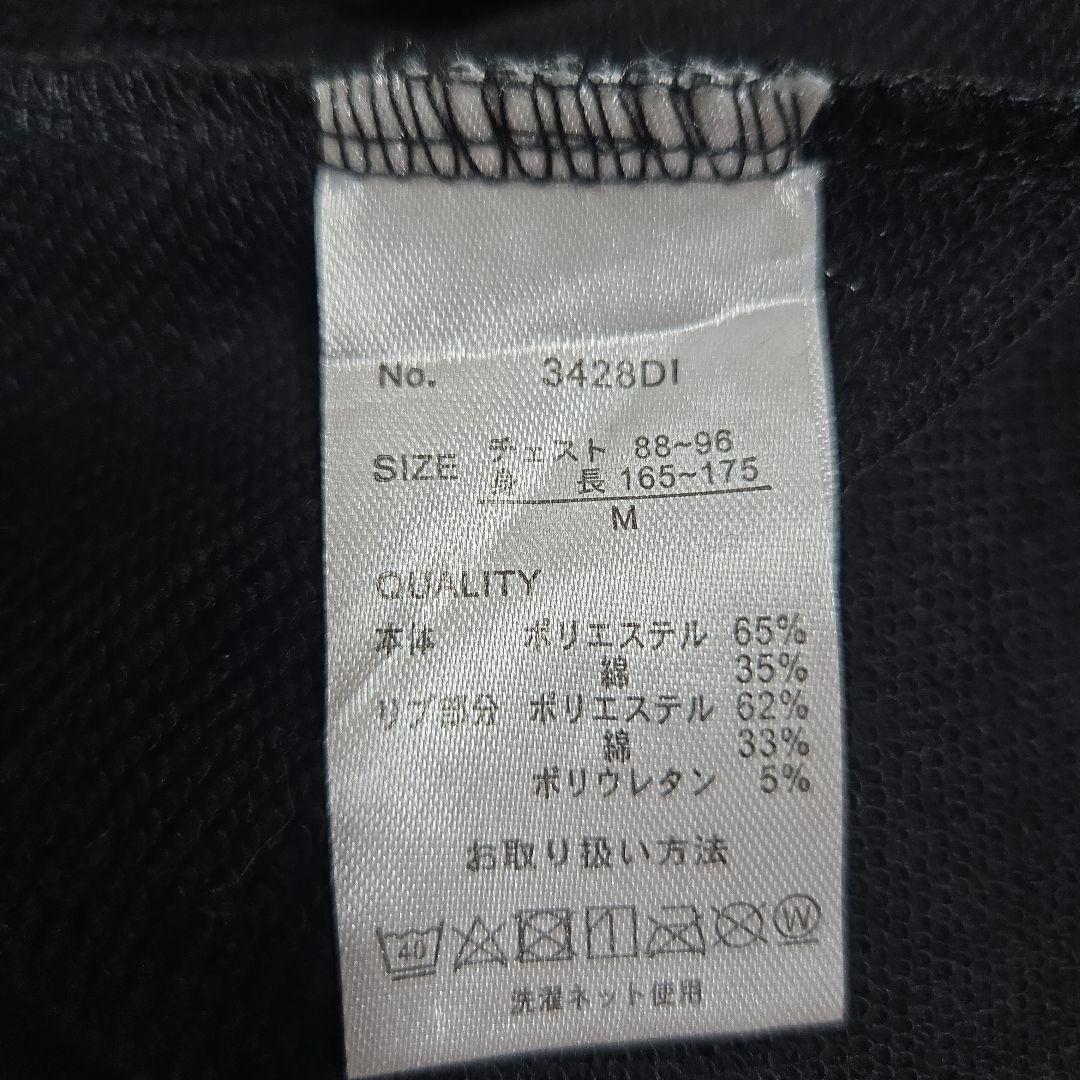 No. 3428DI
SIZE チェスト 88~96
身 長 165~175
M
QUALITY
本体 ポリエステル 65%
綿 35%
リブ部分 ポリエステル 62%
綿 33%
ポリウレタン 5%
お取り扱い方法
40 W
洗濯ネット使用